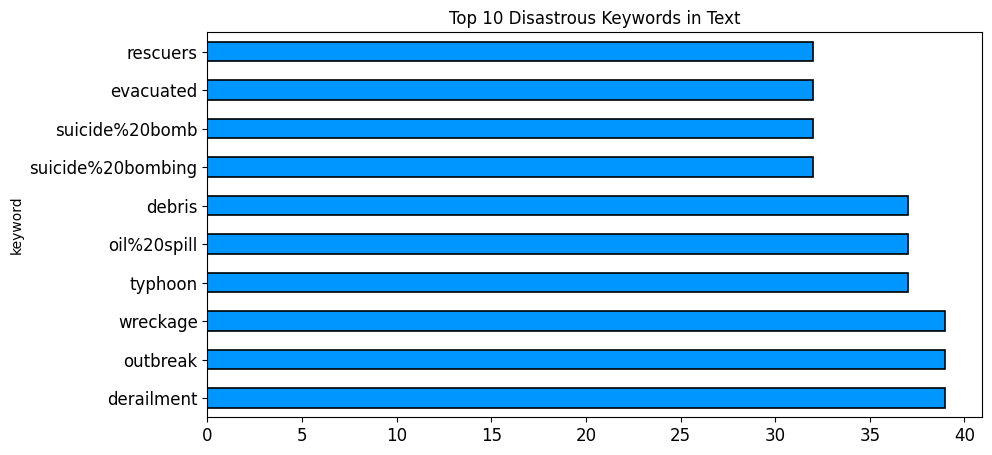 Top 10 Disastrous Keywords in Text
keyword
rescuers
evacuated
suicide%20bomb
suicide%20bombing
debris
oil%20spill
typhoon
wreckage
outbreak
derailment
0 5 10 15 20 25 30 35 40